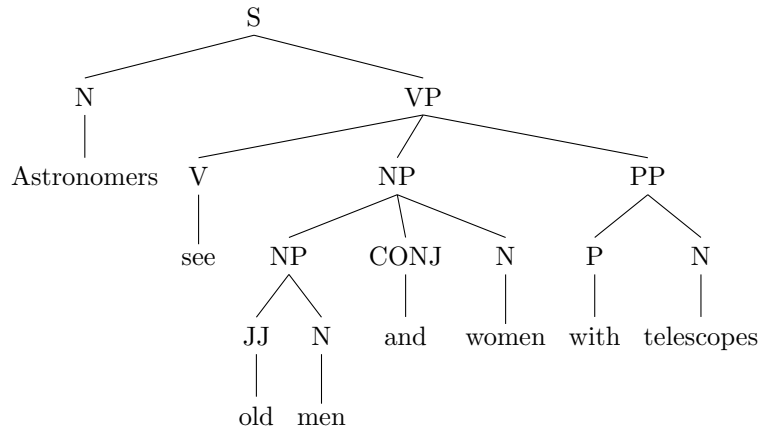 S
N VP
Astronomers V NP PP
see NP CONJ N P N
JJ N and women with telescopes
old men